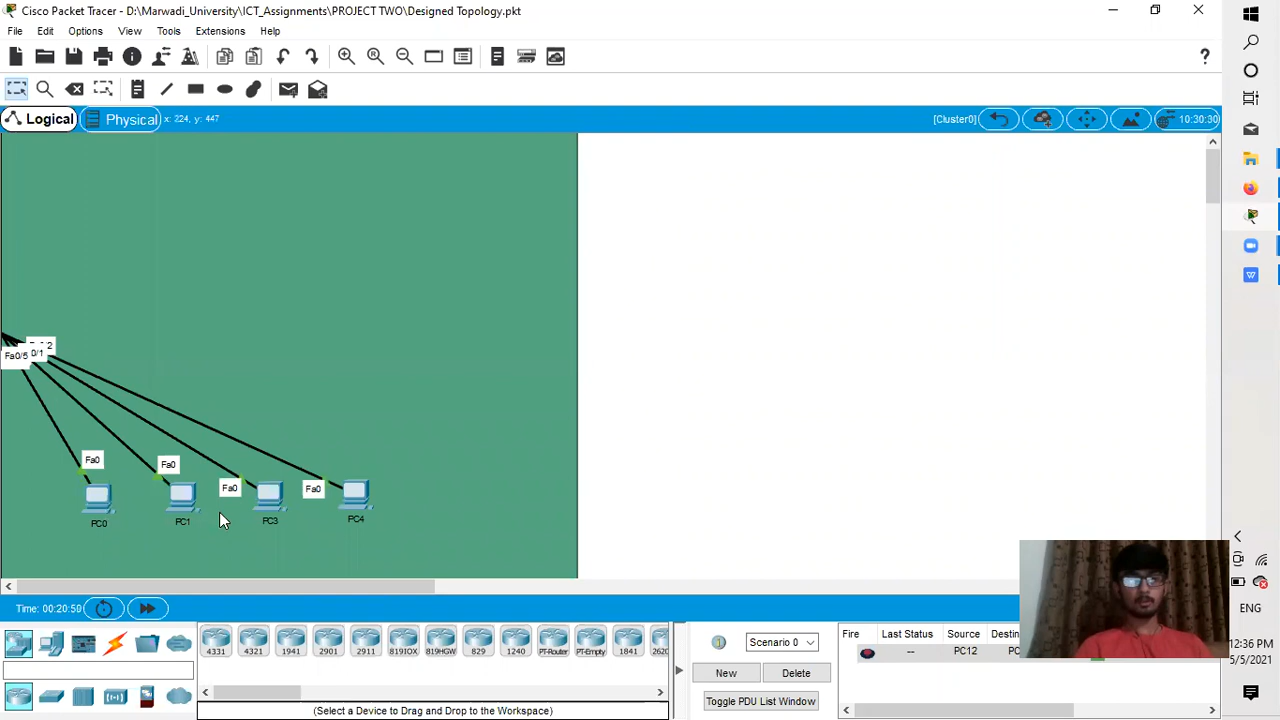 Cisco Packet Tracer - D:\Marwadi_University\ICT_Assignments\PROJECT TWO\Designed Topology.pkt
File Edit Options View Tools Extensions Help
?
Logical Physical x: 224, y: 447 [Cluster0] 10:30:30
0/1
Fa0/5
Fa0 Fa0
Fa0 Fa0
PC0 PC1 PC3 PC4
Time: 00:20:50
4331 4321 1941 2901 2911 819IOX 819HGW 829 1240 PT-Router PT-Empty 1841 2620
(Select a Device to Drag and Drop to the Workspace)
Scenario 0
New Delete
Toggle PDU List Window
Fire Last Status Source Destin
-- PC12 PC
ENG
12:36 PM
5/5/2021